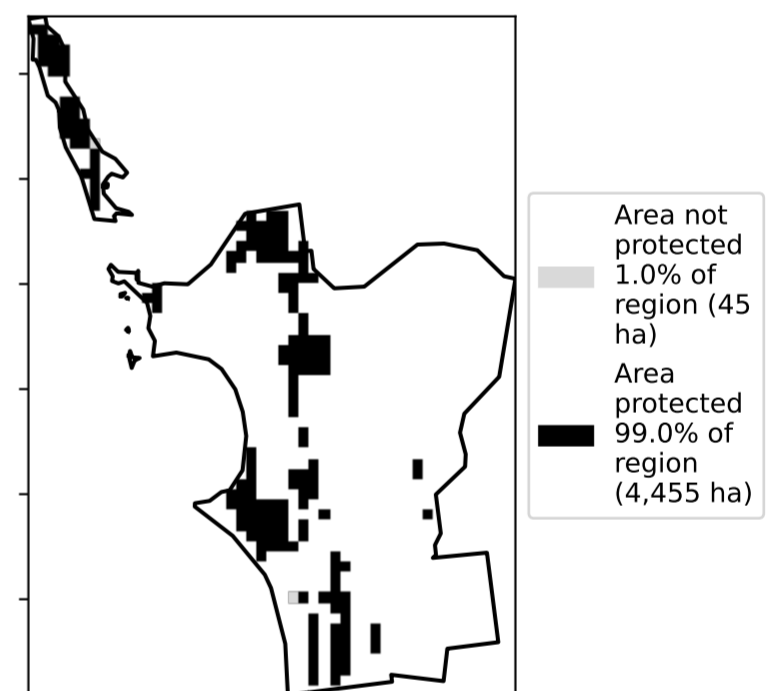 Area not
protected
1.0% of
region (45
ha)
Area
protected
99.0% of
region
(4,455 ha)